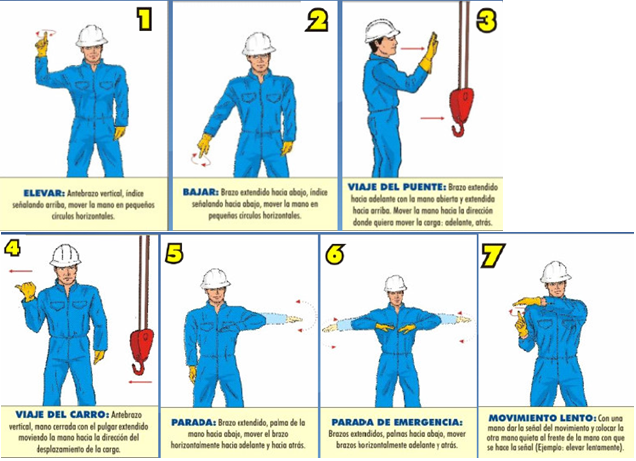 1
ELEVAR: Antebrazo vertical, índice
señalando arriba, mover la mano en pequeños
círculos horizontales.
2
BAJAR: Brazo extendido hacia abajo, índice
señalando hacia abajo, mover la mano en
pequeños círculos horizontales.
3
VIAJE DEL PUENTE: Brazo extendido
hacia adelante con la mano abierta y extendida
hacia arriba. Mover la mano hacia la dirección
donde quiera mover la carga: adelante, atrás.
4
VIAJE DEL CARRO: Antebrazo
vertical, mano cerrada con el pulgar extendido
moviendo la mano hacia la dirección del
desplazamiento de la carga.
5
PARADA: Brazo extendido, palma de la
mano hacia abajo, mover el brazo
horizontalmente hacia adelante y hacia atrás.
6
PARADA DE EMERGENCIA:
Brazos extendidos, palmas hacia abajo, mover
brazos horizontalmente adelante y atrás.
7
MOVIMIENTO LENTO: Con una
mano dar la señal del movimiento y colocar la
otra mano quieta al frente de la mano con que
se hace la señal (Ejemplo: elevar lentamente).